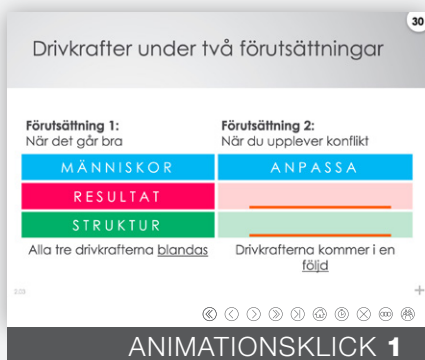 30
Drivkrafter under två förutsättningar
Förutsättning 1:
När det går bra
Förutsättning 2:
När du upplever konflikt
MÄNNISKOR
ANPASSA
RESULTAT
STRUKTUR
Alla tre drivkrafterna blandas
Drivkrafterna kommer i en
följd
ANIMATIONSKLICK 1